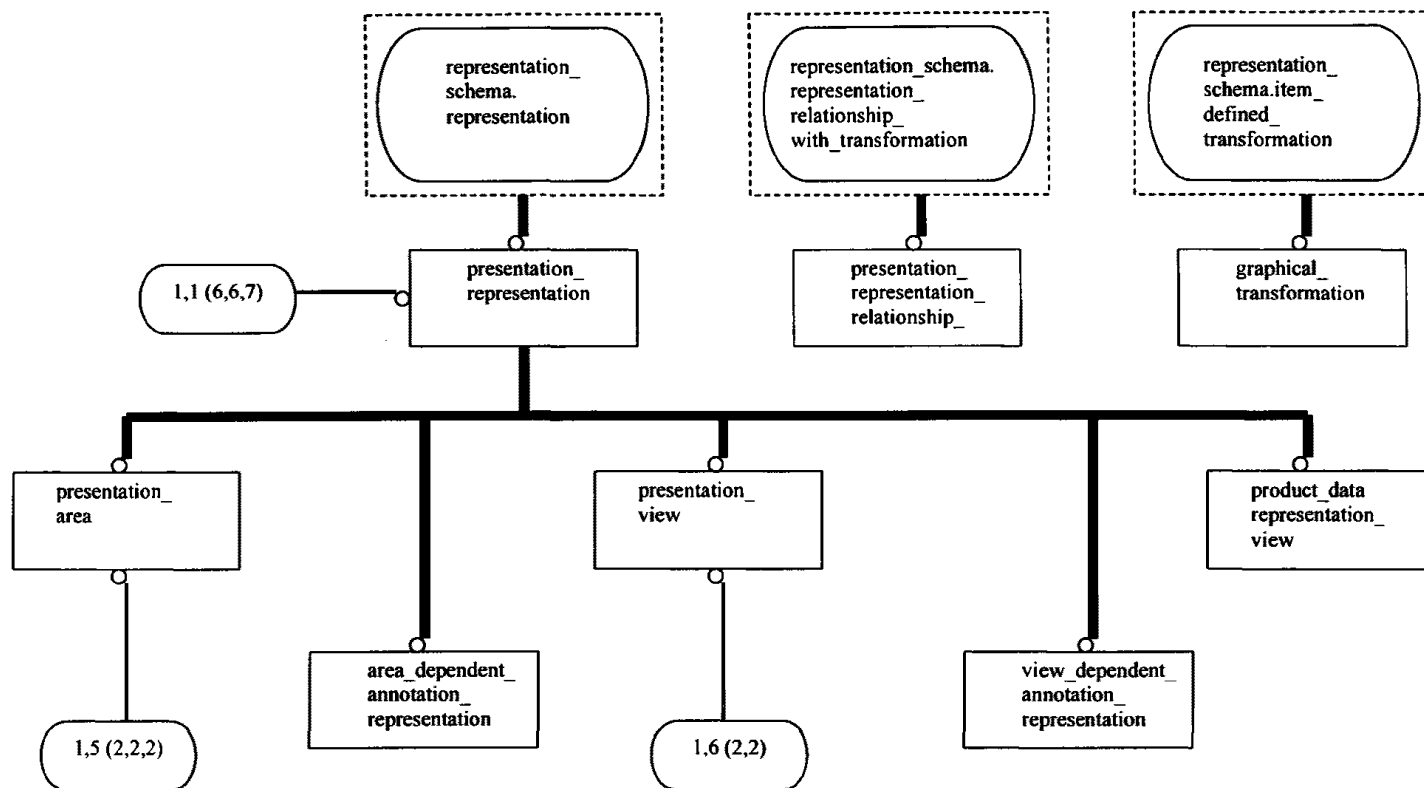 representation_
schema.
representation
representation_schema.
representation_
relationship_
with_transformation
representation_
schema.item_
defined_
transformation
1,1 (6,6,7)
presentation_
representation
presentation_
representation_
relationship_
graphical_
transformation
presentation_
area
presentation_
view
product_data
representation_
view
area_dependent_
annotation_
representation
view_dependent_
annotation_
representation
1,5 (2,2,2)
1,6 (2,2)